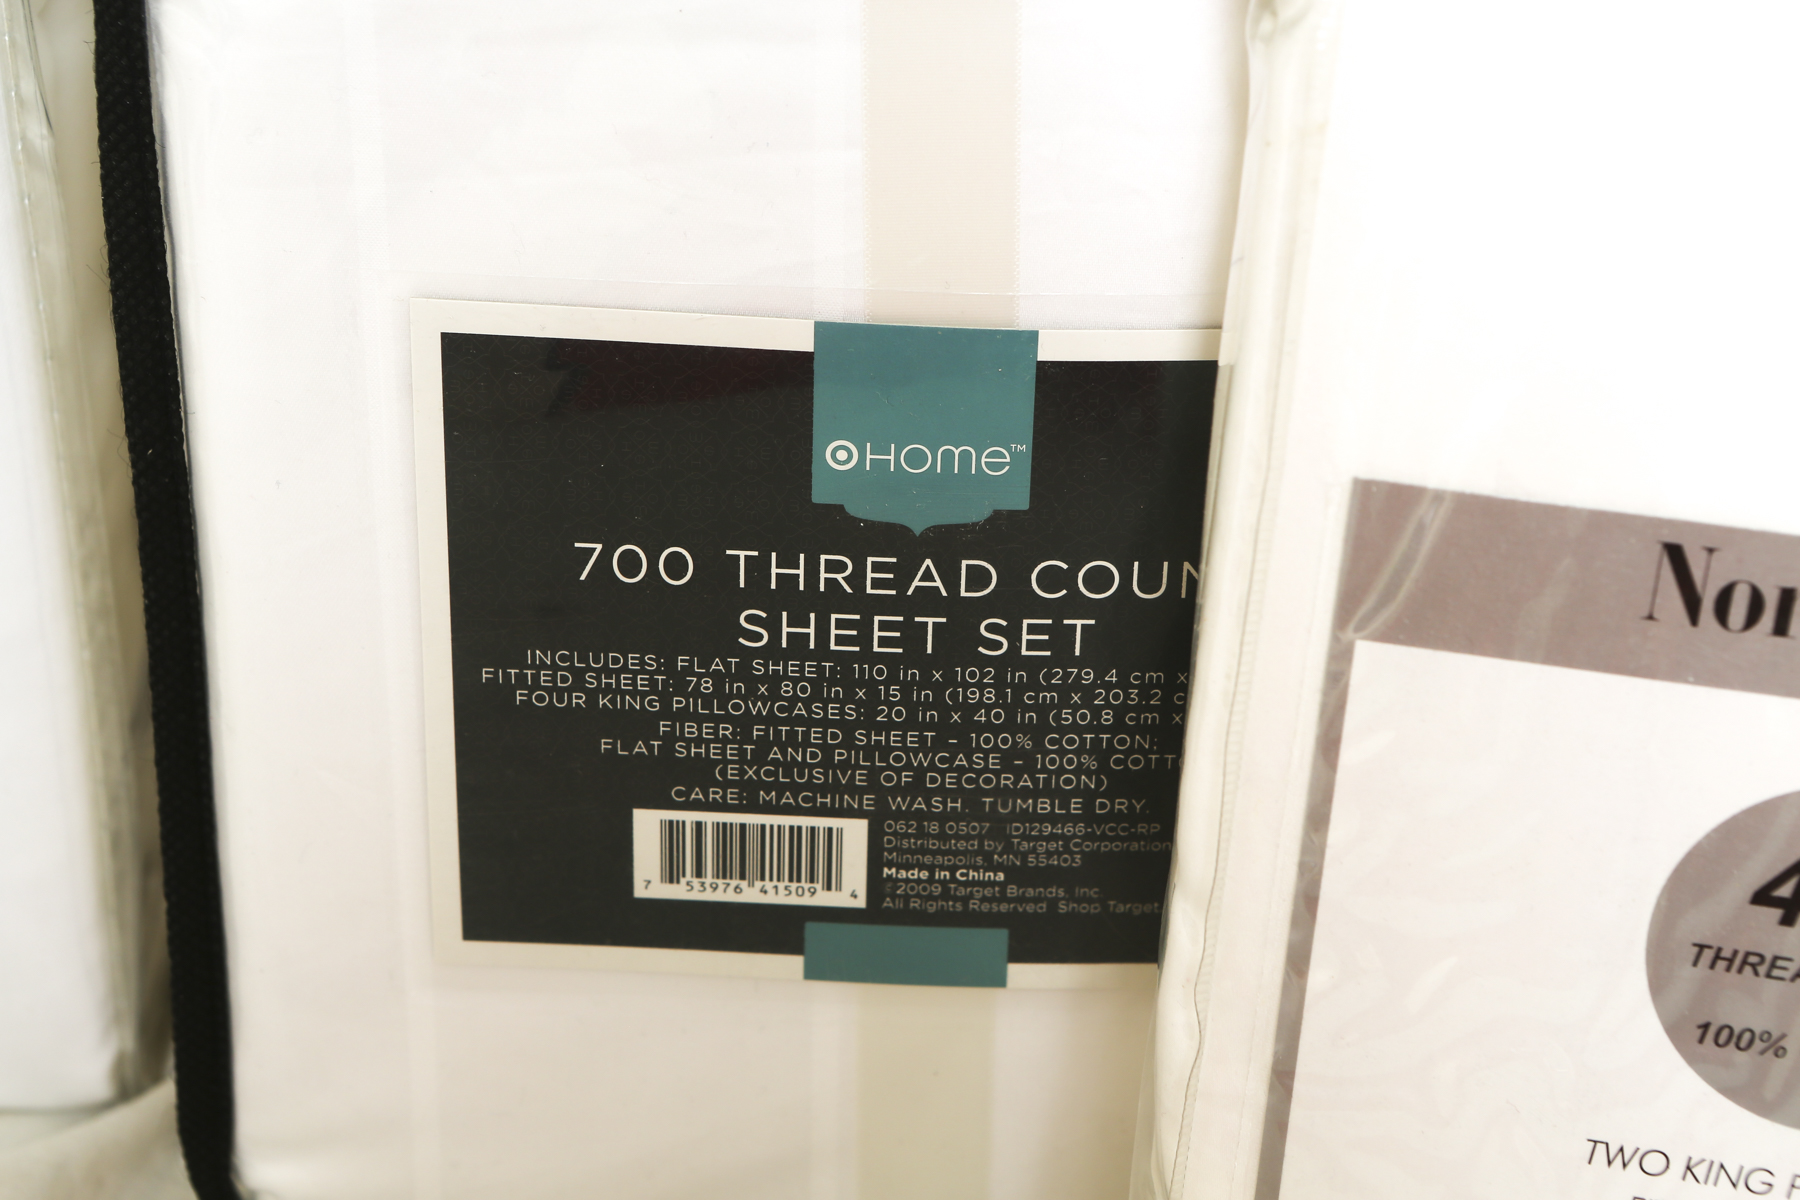 HOME™
700 THREAD COUN
SHEET SET
INCLUDES: FLAT SHEET: 110 in x 102 in (279.4 cm x
FITTED SHEET: 78 in x 80 in x 15 in (198.1 cm x 203.2 c
FOUR KING PILLOWCASES: 20 in x 40 in (50.8 cm x
FIBER: FITTED SHEET – 100% COTTON;
FLAT SHEET AND PILLOWCASE – 100% COTT
(EXCLUSIVE OF DECORATION)
CARE: MACHINE WASH. TUMBLE DRY.
062 18 0507 ID129466-VCC-RP
Distributed by Target Corporation
Minneapolis, MN 55403
Made in China
©2009 Target Brands, Inc.
All Rights Reserved Shop Target.
7 53976 41509 4
Nor
4
THREA
100%
TWO KING P